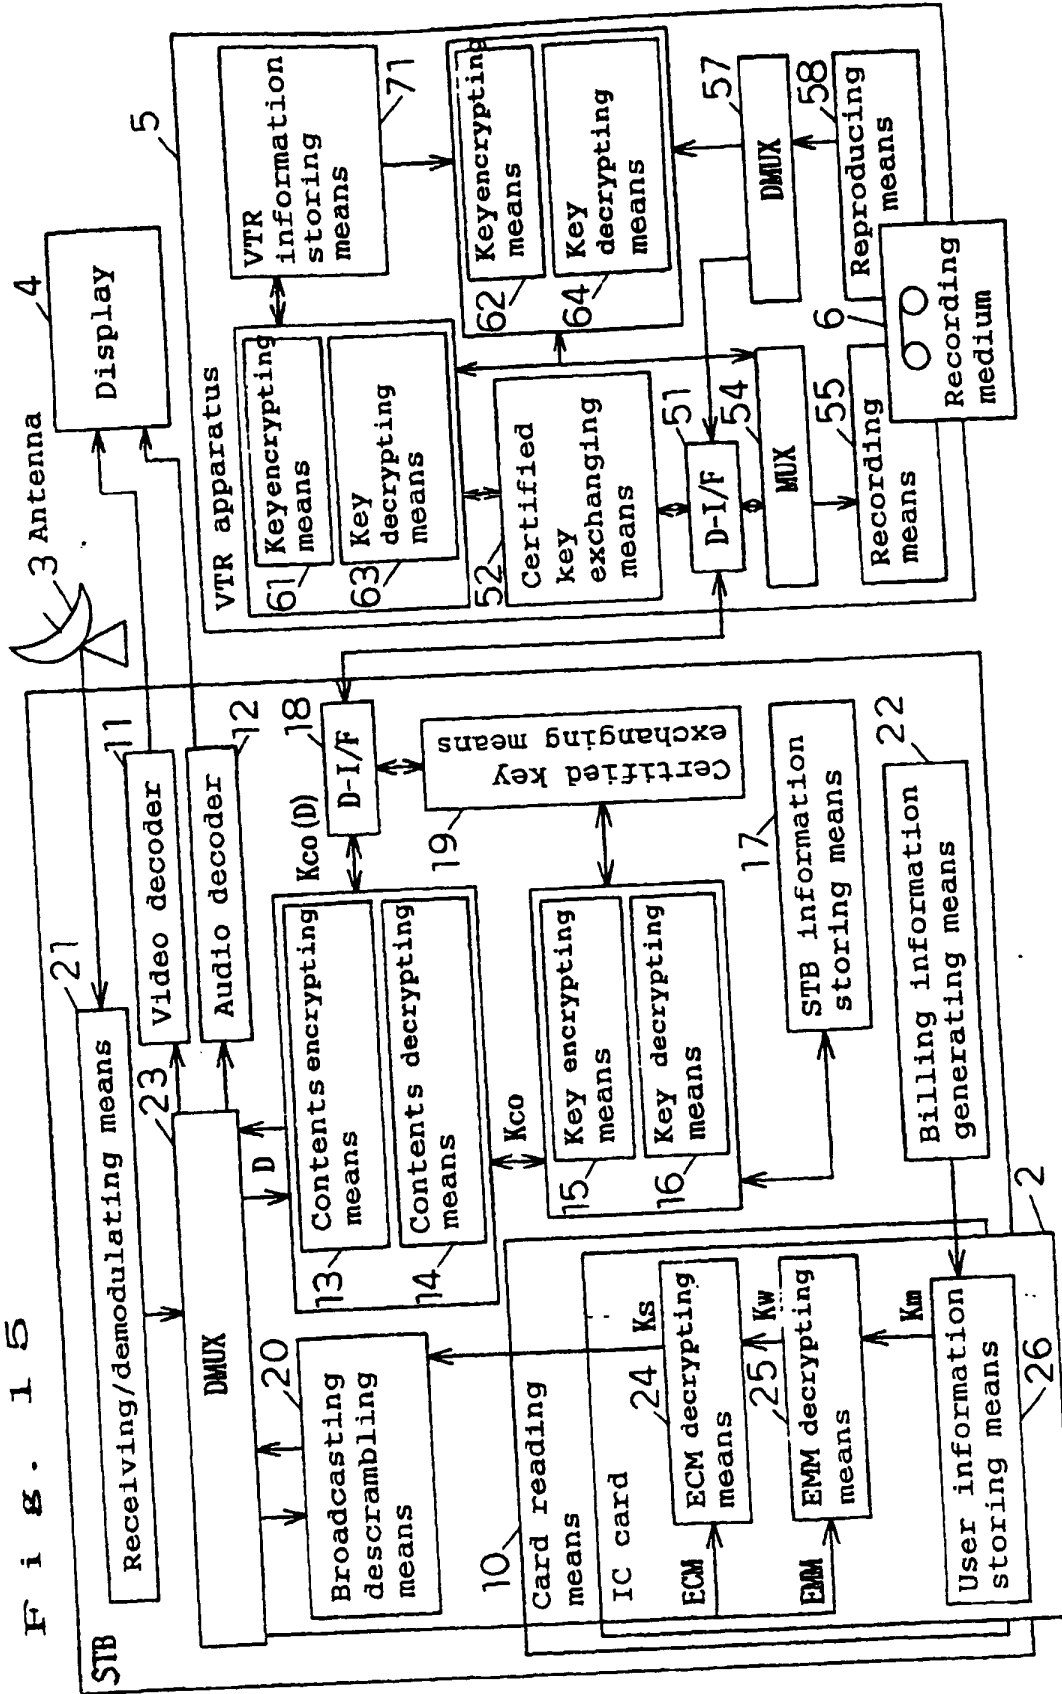 Fig. 15
STB
Receiving/demodulating means
21
3
Antenna
4
Display
5
DMUX
23
Video decoder
11
Audio decoder
12
Broadcasting
descrambling
means
20
D
Contents encrypting
means
13
Contents decrypting
means
14
Kco(D)
D-I/F
18
Certified key
exchanging means
19
Kco
Key encrypting
means
15
Key decrypting
means
16
STB information
storing means
17
Billing information
generating means
22
10
Card reading
means
IC card
2
ECM
ECM decrypting
means
24
Ks
Kw
EMM
EMM decrypting
means
25
Km
User information
storing means
26
VTR apparatus
Keyencrypting
means
61
Key
decrypting
means
63
VTR
information
storing
means
71
Certified
key
exchanging
means
52
Keyencrypting
means
62
Key
decrypting
means
64
D-I/F
51
MUX
54
DMUX
57
Recording
means
55
Reproducing
means
58
6
Recording
medium